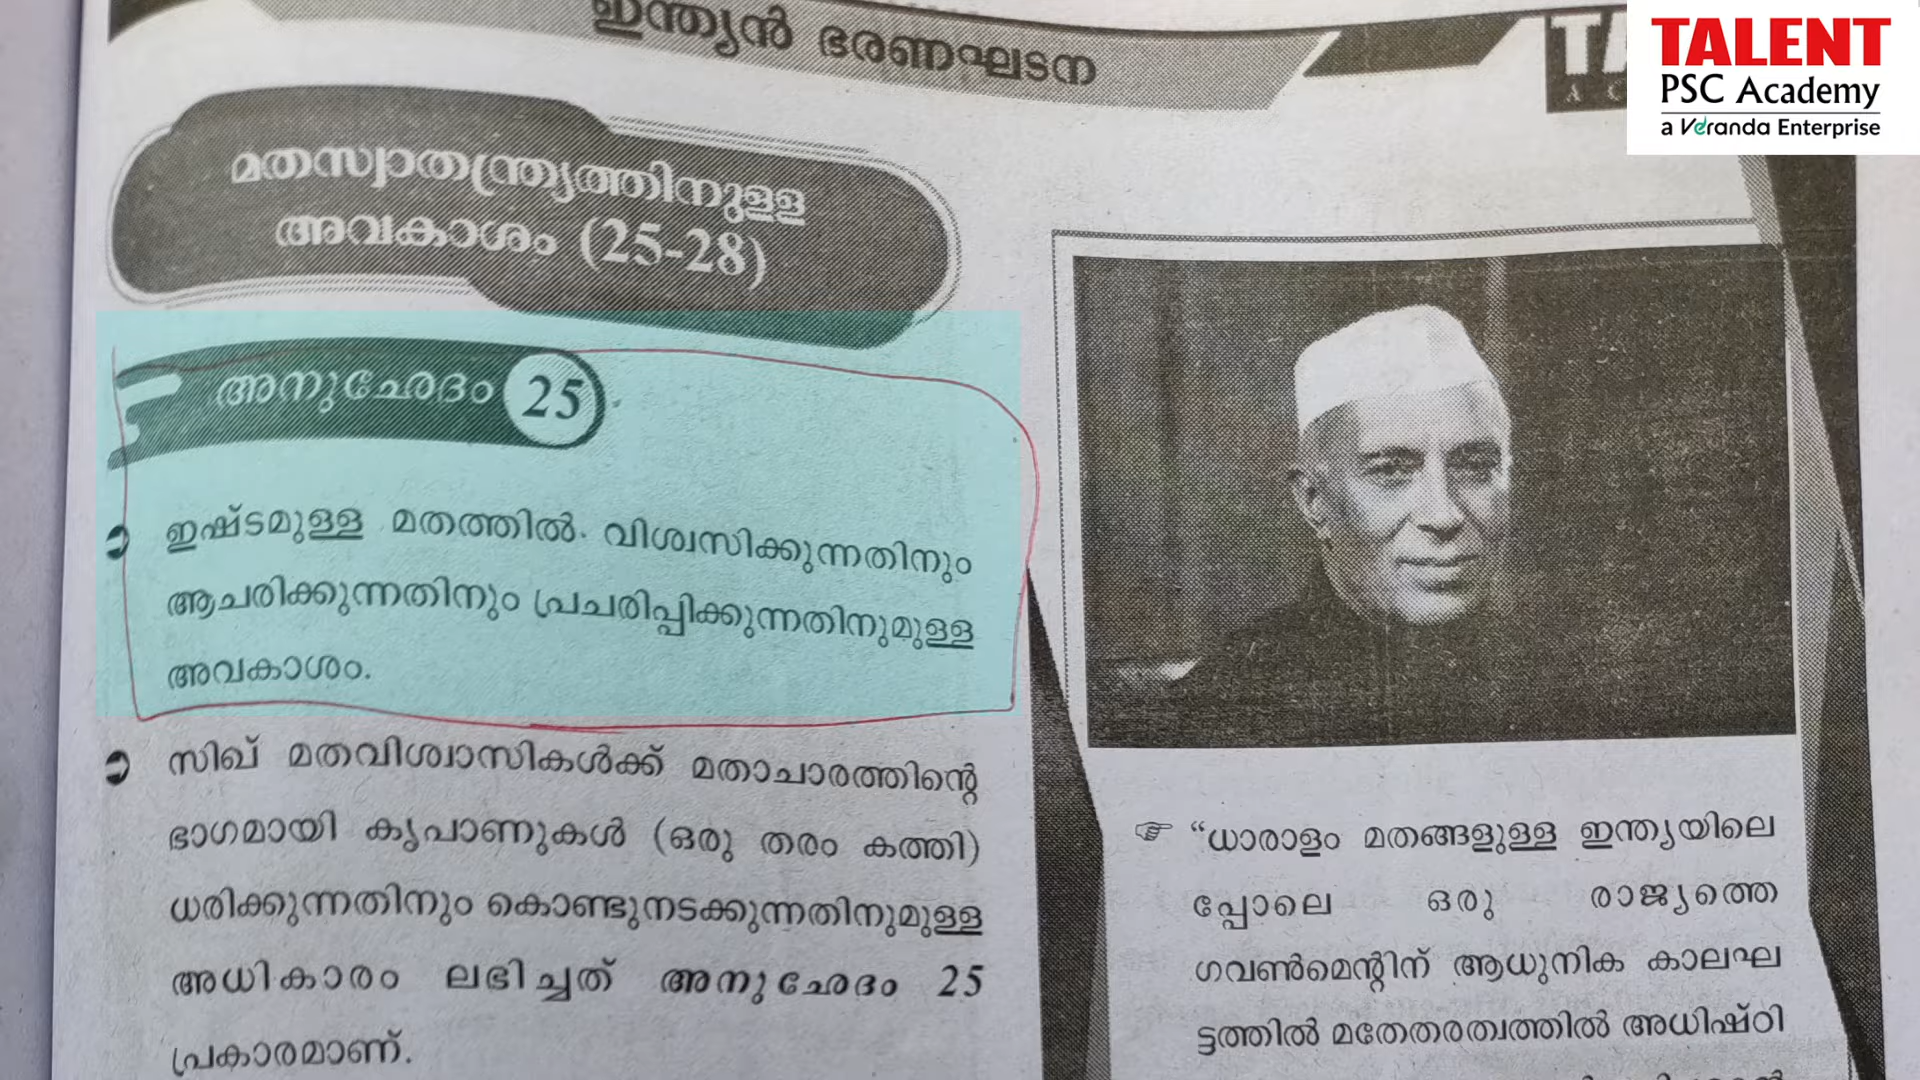 ഇന്ത്യൻ ഭരണഘടന
TALENT
PSC Academy
a Veranda Enterprise
മതസ്വാതന്ത്ര്യത്തിനുള്ള
അവകാശം (25-28)
അനുഛേദം 25
ഇഷ്ടമുള്ള മതത്തിൽ വിശ്വസിക്കുന്നതിനും
ആചരിക്കുന്നതിനും പ്രചരിപ്പിക്കുന്നതിനുമുള്ള
അവകാശം.
സിഖ് മതവിശ്വാസികൾക്ക് മതാചാരത്തിന്റെ
ഭാഗമായി കൃപാണുകൾ (ഒരു തരം കത്തി)
ധരിക്കുന്നതിനും കൊണ്ടുനടക്കുന്നതിനുമുള്ള
അധികാരം ലഭിച്ചത് അനുഛേദം 25
പ്രകാരമാണ്.
“ധാരാളം മതങ്ങളുള്ള ഇന്ത്യയിലെ
പ്പോലെ ഒരു രാജ്യത്തെ
ഗവൺമെന്റിന് ആധുനിക കാലഘ
ട്ടത്തിൽ മതേതരത്വത്തിൽ അധിഷ്ഠി